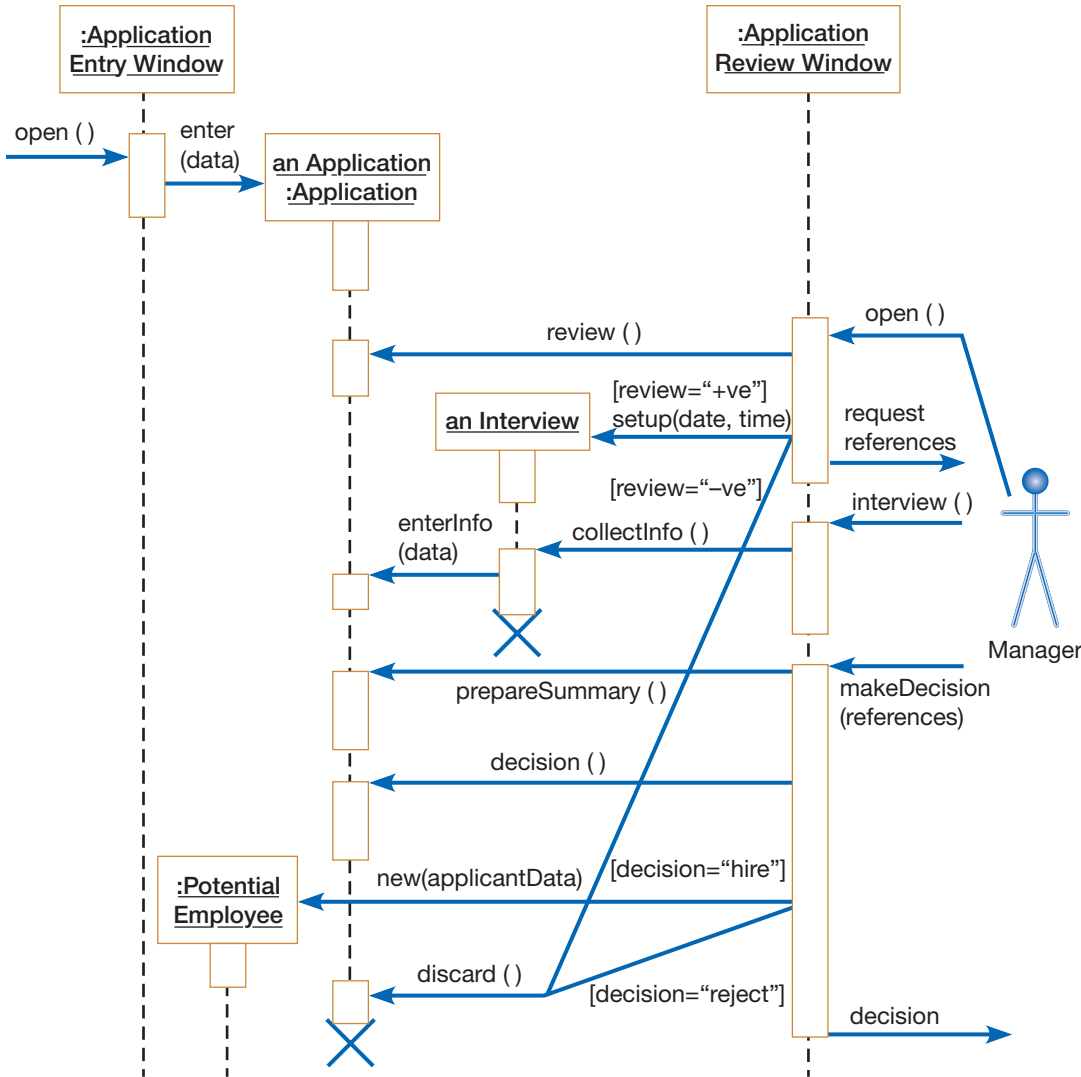 :Application
Entry Window
:Application
Review Window
open ( )
enter
(data)
an Application
:Application
open ( )
review ( )
[review=“+ve”]
setup(date, time)
an Interview
request
references
[review=“–ve”]
interview ( )
enterInfo
(data)
collectInfo ( )
Manager
prepareSummary ( )
makeDecision
(references)
decision ( )
[decision=“hire”]
new(applicantData)
:Potential
Employee
discard ( )
[decision=“reject”]
decision